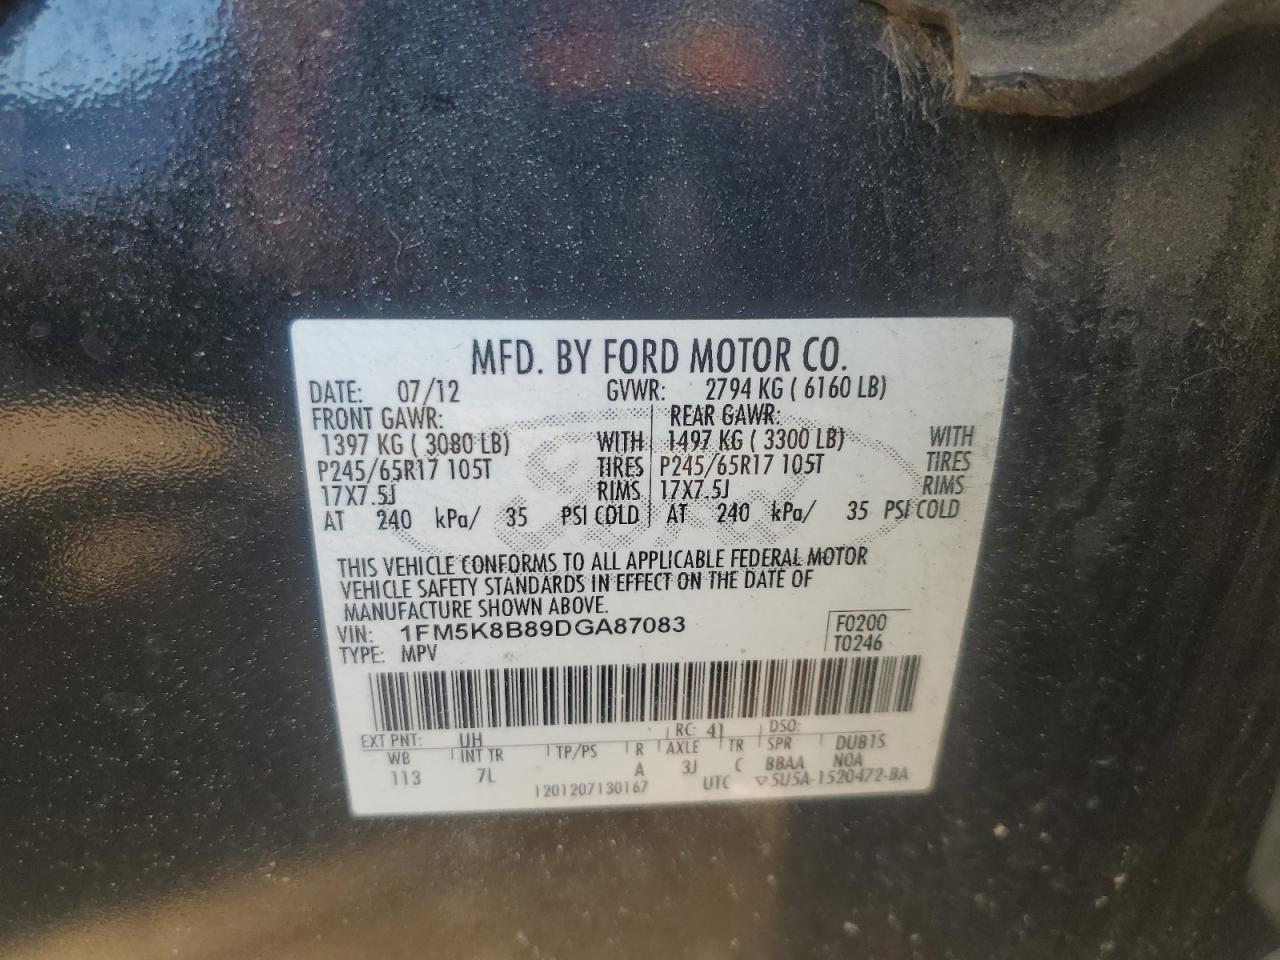 MFD. BY FORD MOTOR CO.
DATE: 07/12 GVWR: 2794 KG ( 6160 LB)
FRONT GAWR: REAR GAWR:
1397 KG ( 3080 LB) WITH 1497 KG ( 3300 LB) WITH
P245/65R17 105T TIRES P245/65R17 105T TIRES
17X7.5J RIMS 17X7.5J RIMS
AT 240 kPa/ 35 PSI COLD AT 240 kPa/ 35 PSI COLD
THIS VEHICLE CONFORMS TO ALL APPLICABLE FEDERAL MOTOR
VEHICLE SAFETY STANDARDS IN EFFECT ON THE DATE OF
MANUFACTURE SHOWN ABOVE.
VIN: 1FM5K8B89DGA87083 F0200
TYPE: MPV T0246
EXT PNT: UH RC: 41 DSO:
WB INT TR TP/PS R AXLE TR SPR DUBTS
113 7L A 3J C BBAA NOA
1201207130167 UTC ▽5U5A-1520472-BA